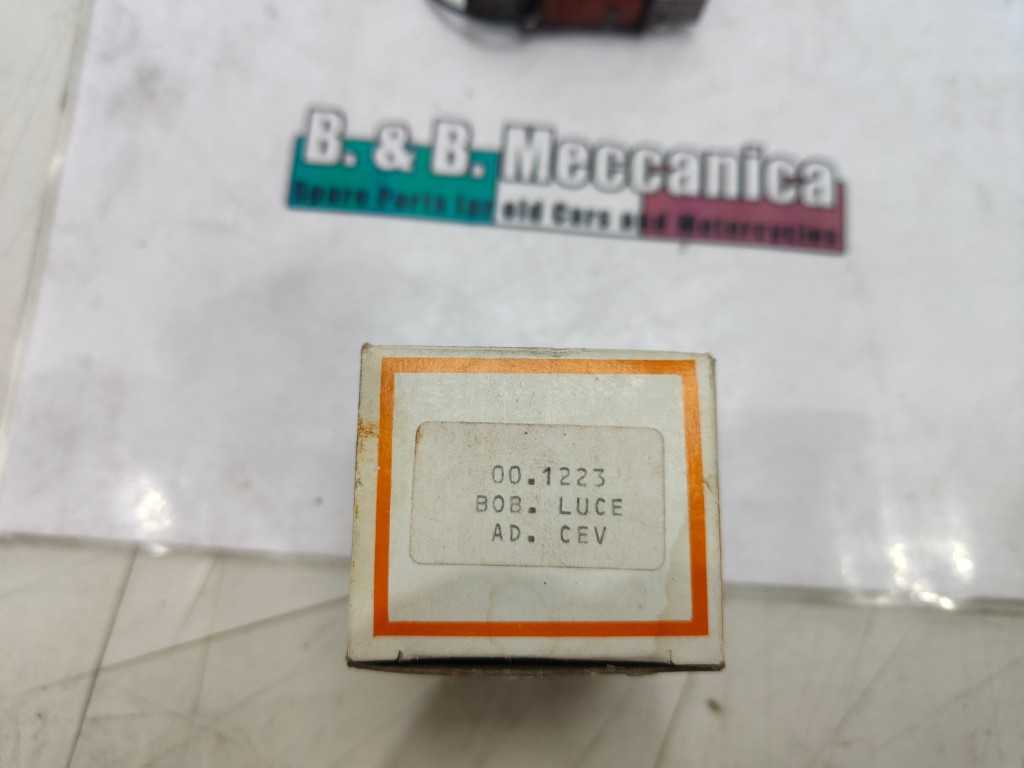 B. & B. Meccanica
Spare Parts for old Cars and Motorcycles
00.1223
BOB. LUCE
AD. CEV